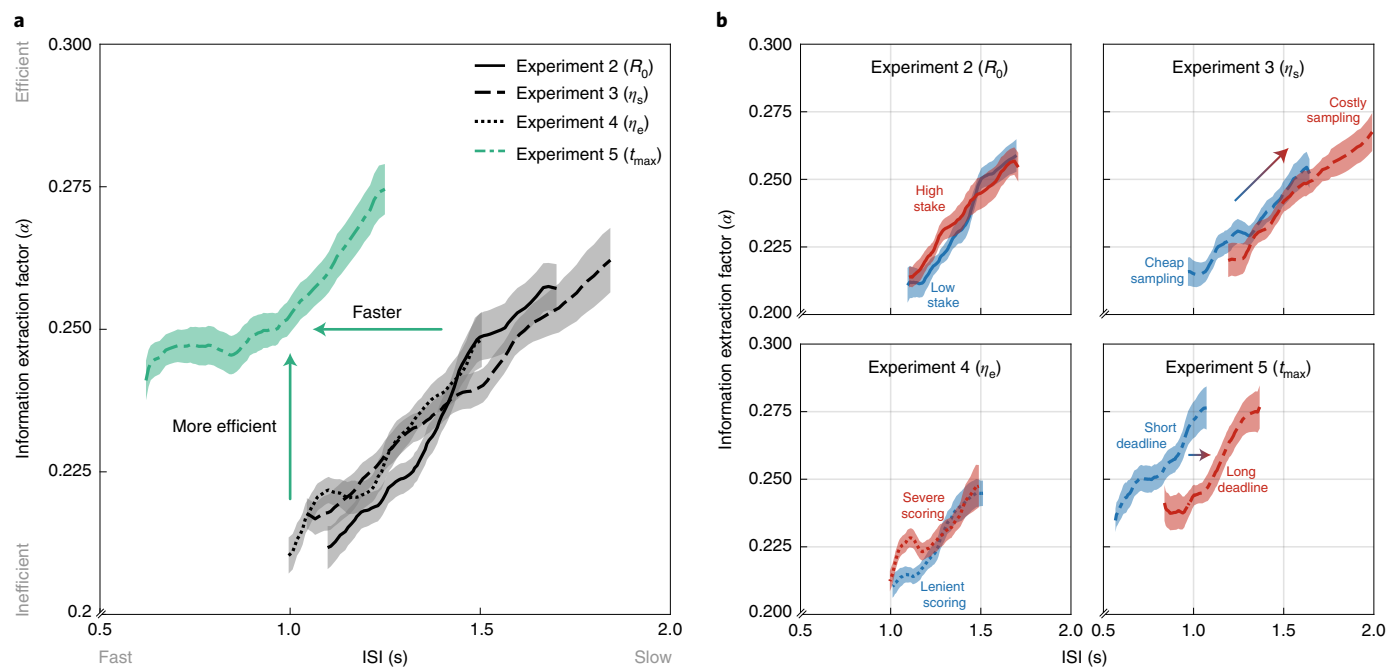 a
0.300
0.275
0.250
0.225
0.2
Efficient
Information extraction factor (α)
Inefficient
Experiment 2 (R0)
Experiment 3 (ηs)
Experiment 4 (ηe)
Experiment 5 (tmax)
Faster
More efficient
0.5
1.0
1.5
2.0
Fast
ISI (s)
Slow
b
Information extraction factor (α)
0.300
0.275
0.250
0.225
0.200
Experiment 2 (R0)
High
stake
Low
stake
Experiment 3 (ηs)
Costly
sampling
Cheap
sampling
0.300
0.275
0.250
0.225
0.200
Experiment 4 (ηe)
Severe
scoring
Lenient
scoring
0.5
1.0
1.5
2.0
Experiment 5 (tmax)
Short
deadline
Long
deadline
0.5
1.0
1.5
2.0
ISI (s)